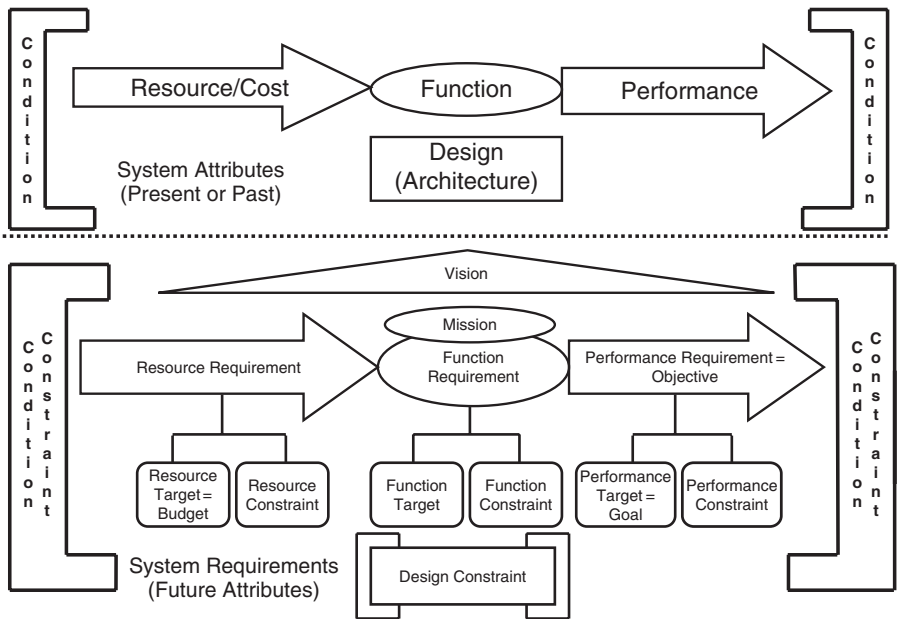 Condition
Resource/Cost
Function
Performance
Condition
System Attributes
(Present or Past)
Design
(Architecture)
Vision
Condition
Constraint
Mission
Resource Requirement
Function
Requirement
Performance Requirement=
Objective
Condition
Constraint
Resource
Target=
Budget
Resource
Constraint
Function
Target
Function
Constraint
Performance
Target=
Goal
Performance
Constraint
System Requirements
(Future Attributes)
Design Constraint